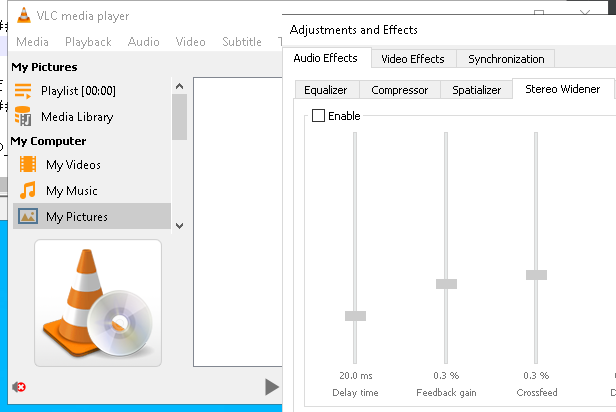 VLC media player
Media Playback Audio Video Subtitle
My Pictures
Playlist [00:00]
Media Library
My Computer
My Videos
My Music
My Pictures
Adjustments and Effects
Audio Effects Video Effects Synchronization
Equalizer Compressor Spatializer Stereo Widener
Enable
20.0 ms 0.3 % 0.3 %
Delay time Feedback gain Crossfeed